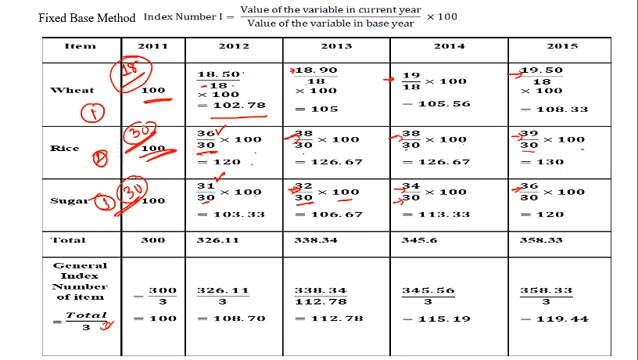 Fixed Base Method Index Number I = Value of the variable in current year / Value of the variable in base year × 100
Item 2011 2012 2013 2014 2015
18
Wheat 100 18.50/18 × 100 = 102.78 18.90/18 × 100 = 105 19/18 × 100 = 105.56 19.50/18 × 100 = 108.33
1
30
Rice 100 36/30 × 100 = 120 38/30 × 100 = 126.67 38/30 × 100 = 126.67 39/30 × 100 = 130
30
Sugar 100 31/30 × 100 = 103.33 32/30 × 100 = 106.67 34/30 × 100 = 113.33 36/30 × 100 = 120
Total 300 326.11 338.34 345.6 358.33
General
Index
Number
of item
= Total/3
= 300/3 = 100 326.11/3 = 108.70 338.34/112.78 = 112.78 345.56/3 = 115.19 358.33/3 = 119.44